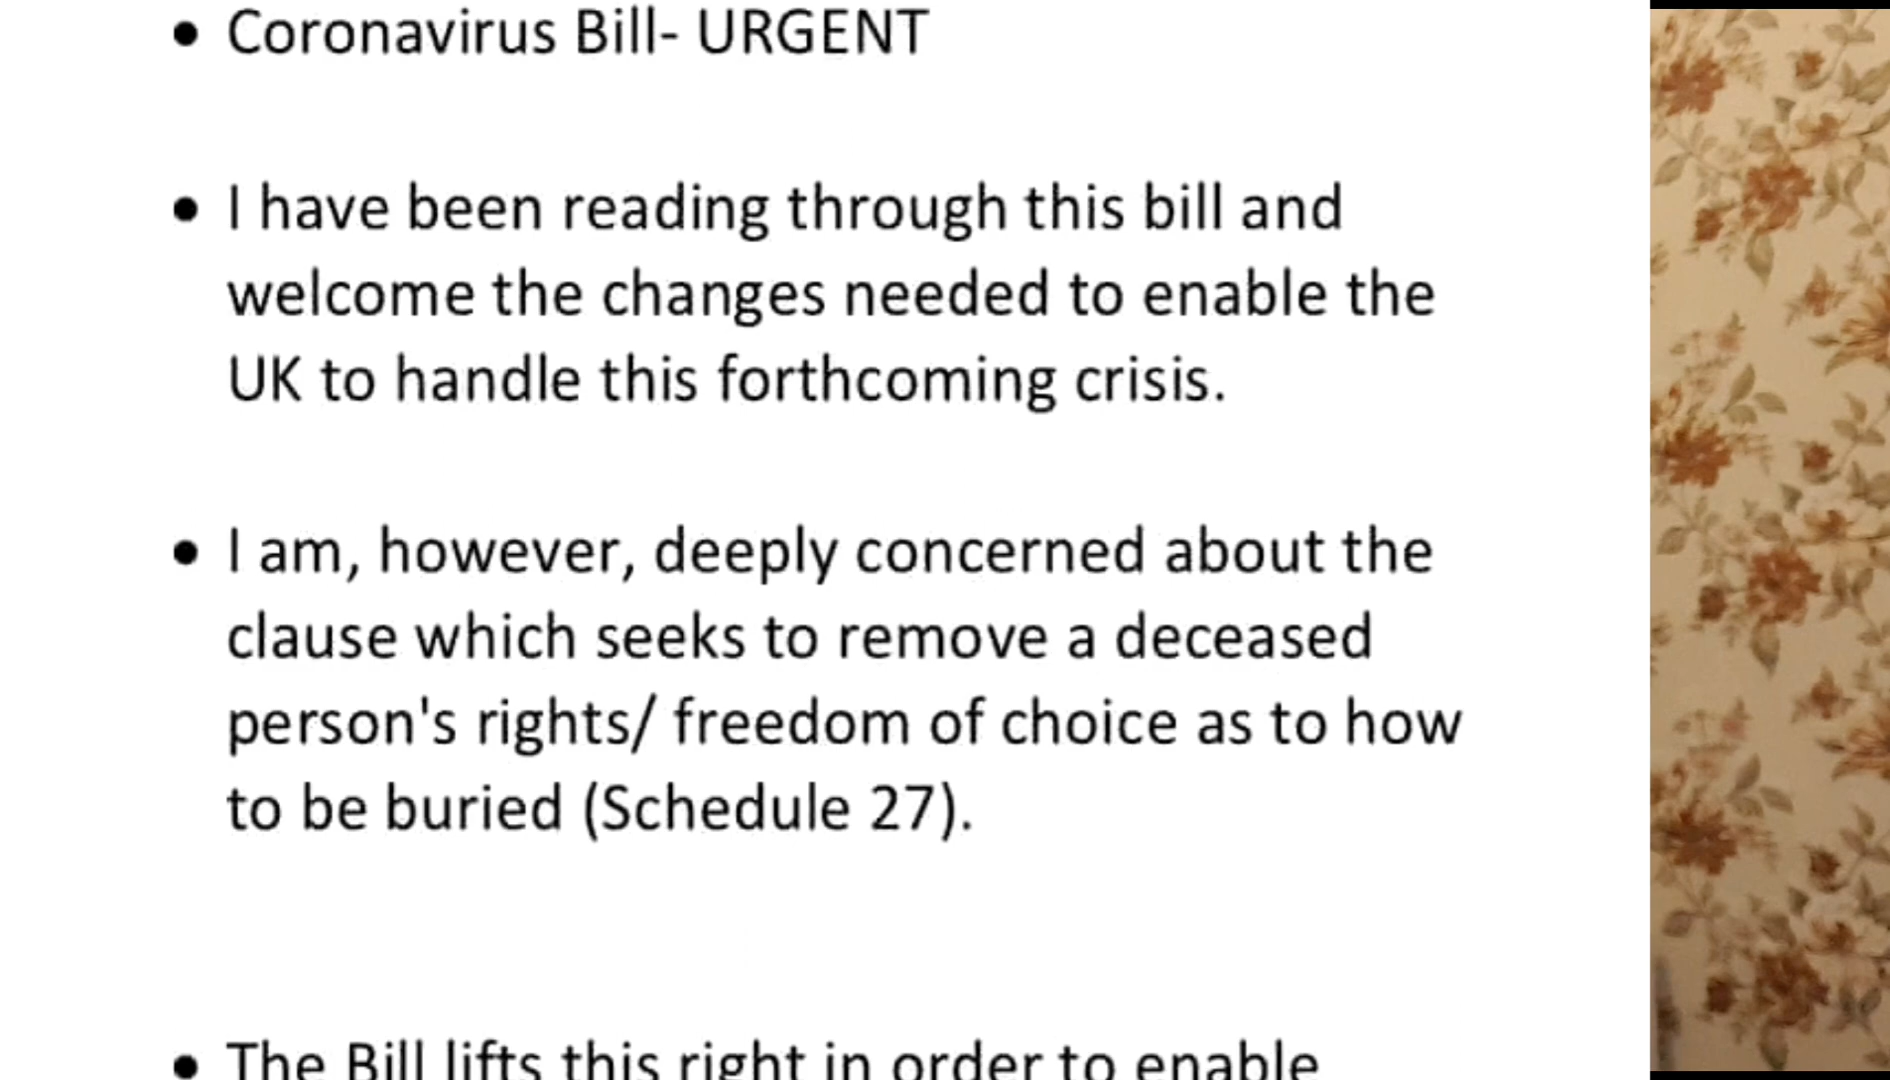 • Coronavirus Bill- URGENT
• I have been reading through this bill and
welcome the changes needed to enable the
UK to handle this forthcoming crisis.
• I am, however, deeply concerned about the
clause which seeks to remove a deceased
person's rights/ freedom of choice as to how
to be buried (Schedule 27).
• The Bill lifts this right in order to enable